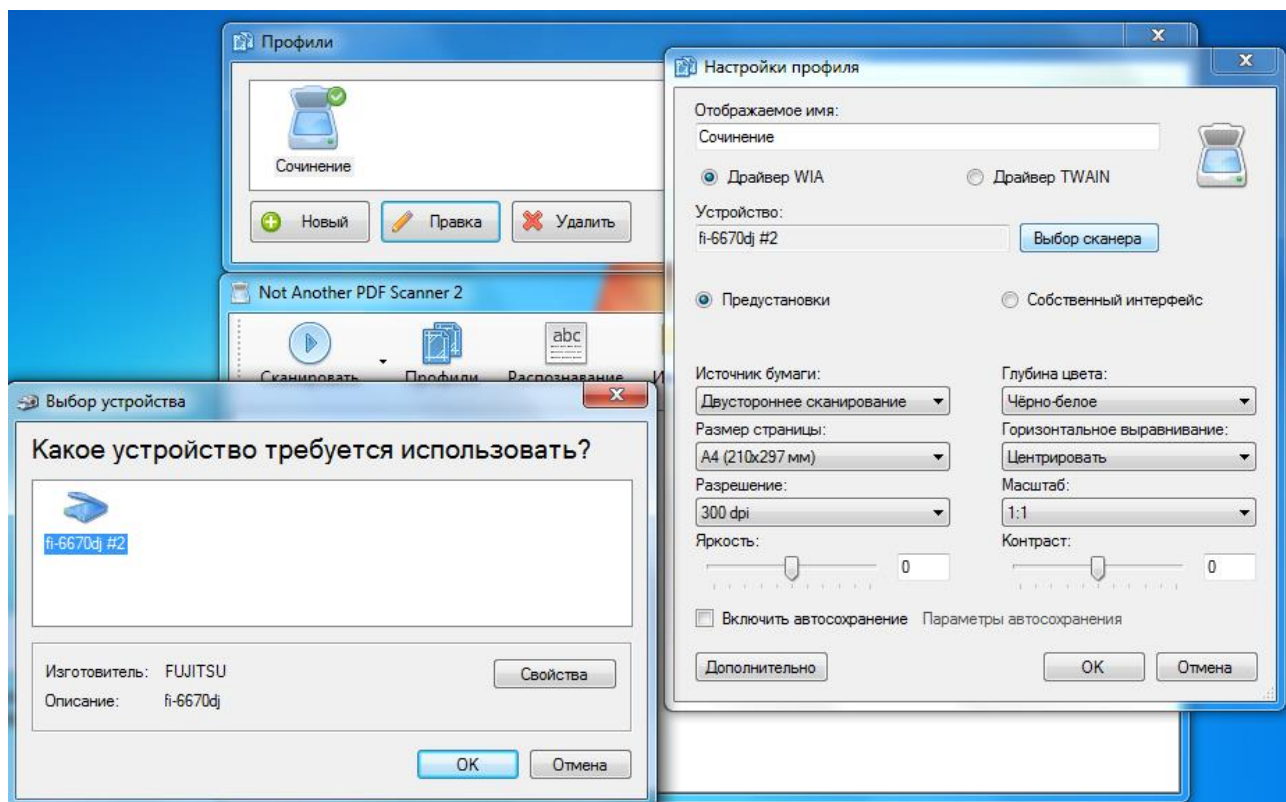 Профили
X
Сочинение
Новый
Правка
Удалить
Not Another PDF Scanner 2
abc
Сканировать
Профили
Распознавание
И
Настройки профиля
X
Отображаемое имя:
Сочинение
Драйвер WIA
Драйвер TWAIN
Устройство:
fi-6670dj #2
Выбор сканера
Предустановки
Собственный интерфейс
Источник бумаги:
Глубина цвета:
Двустороннее сканирование
Чёрно-белое
Размер страницы:
Горизонтальное выравнивание:
A4 (210x297 мм)
Центрировать
Разрешение:
Масштаб:
300 dpi
1:1
Яркость:
Контраст:
0
0
Включить автосохранение
Параметры автосохранения
Дополнительно
OK
Отмена
Выбор устройства
X
Какое устройство требуется использовать?
fi-6670dj #2
Изготовитель: FUJITSU
Свойства
Описание: fi-6670dj
OK
Отмена